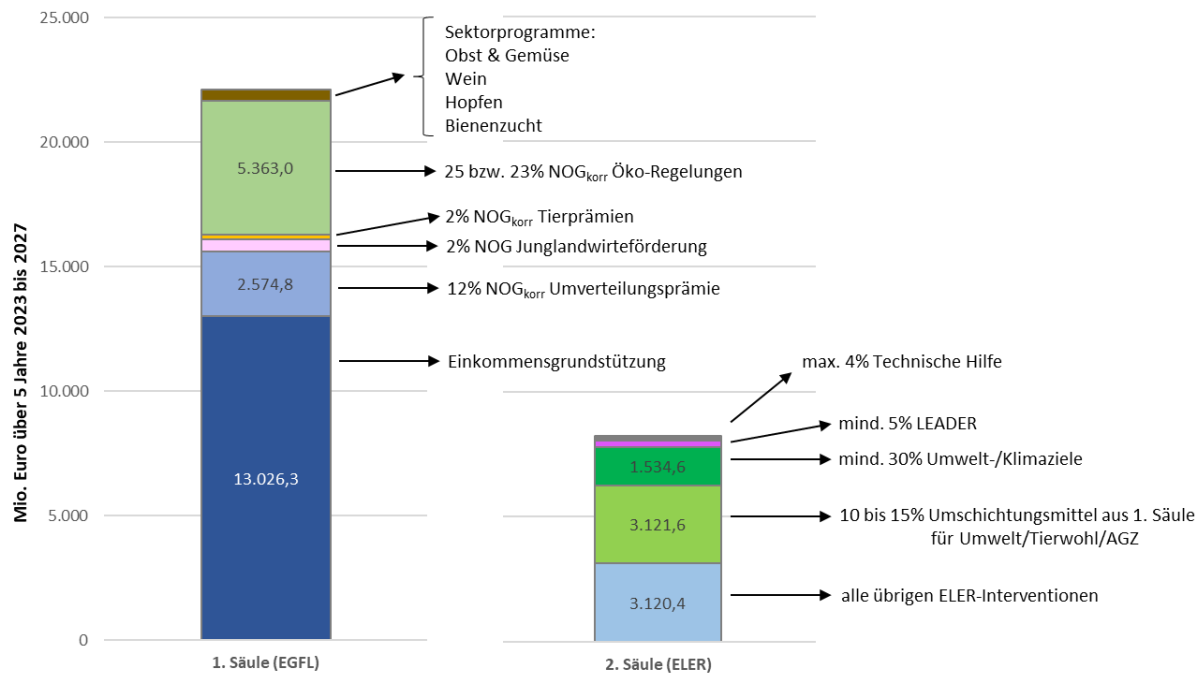 Mio. Euro über 5 Jahre 2023 bis 2027
25.000
20.000
15.000
10.000
5.000
0
Sektorprogramme:
Obst & Gemüse
Wein
Hopfen
Bienenzucht
5.363,0
25 bzw. 23% NOGkorr Öko-Regelungen
2% NOGkorr Tierprämien
2% NOG Junglandwirteförderung
2.574,8
12% NOGkorr Umverteilungsprämie
Einkommensgrundstützung
13.026,3
1. Säule (EGFL)
max. 4% Technische Hilfe
mind. 5% LEADER
1.534,6
mind. 30% Umwelt-/Klimaziele
3.121,6
10 bis 15% Umschichtungsmittel aus 1. Säule
für Umwelt/Tierwohl/AGZ
3.120,4
alle übrigen ELER-Interventionen
2. Säule (ELER)